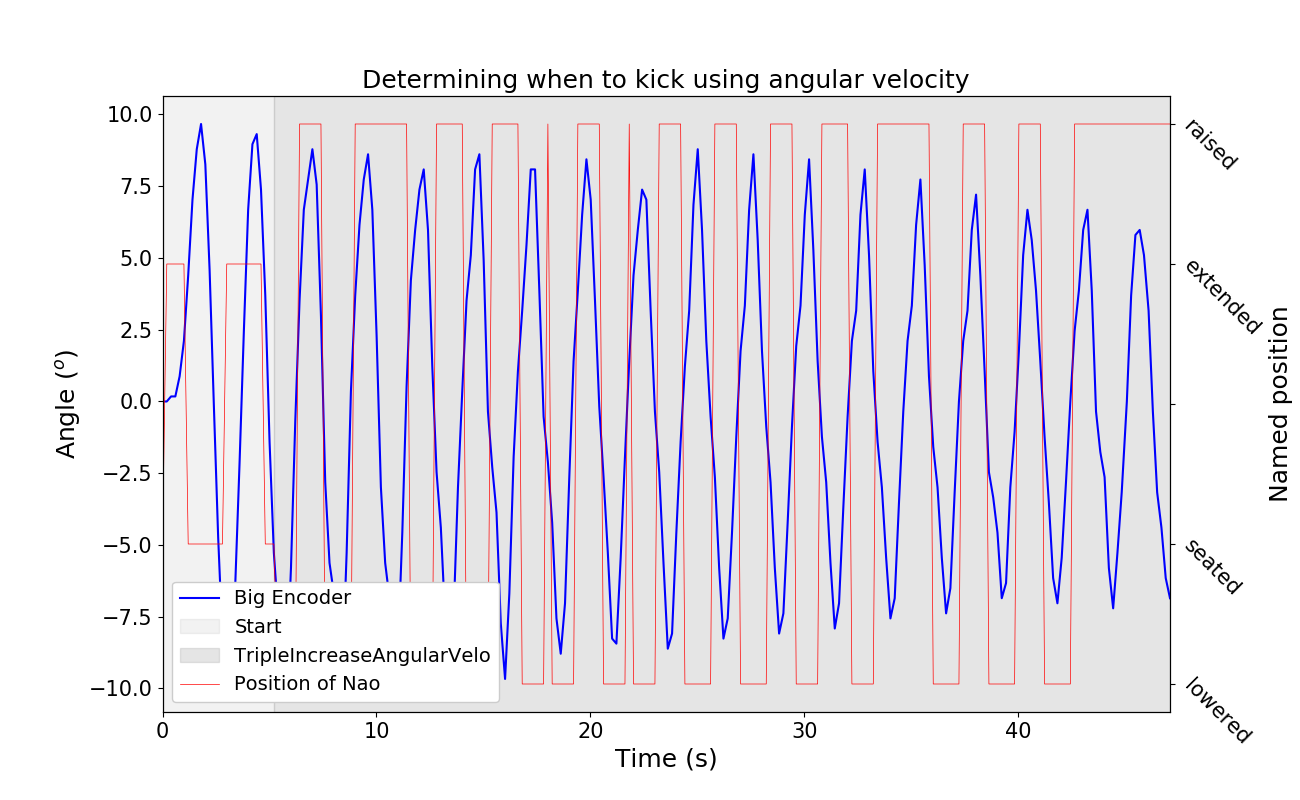 Determining when to kick using angular velocity
10.0
7.5
5.0
2.5
0.0
−2.5
−5.0
−7.5
−10.0
Angle (o)
0
10
20
30
40
Time (s)
raised
extended
seated
lowered
Named position
Big Encoder
Start
TripleIncreaseAngularVelo
Position of Nao